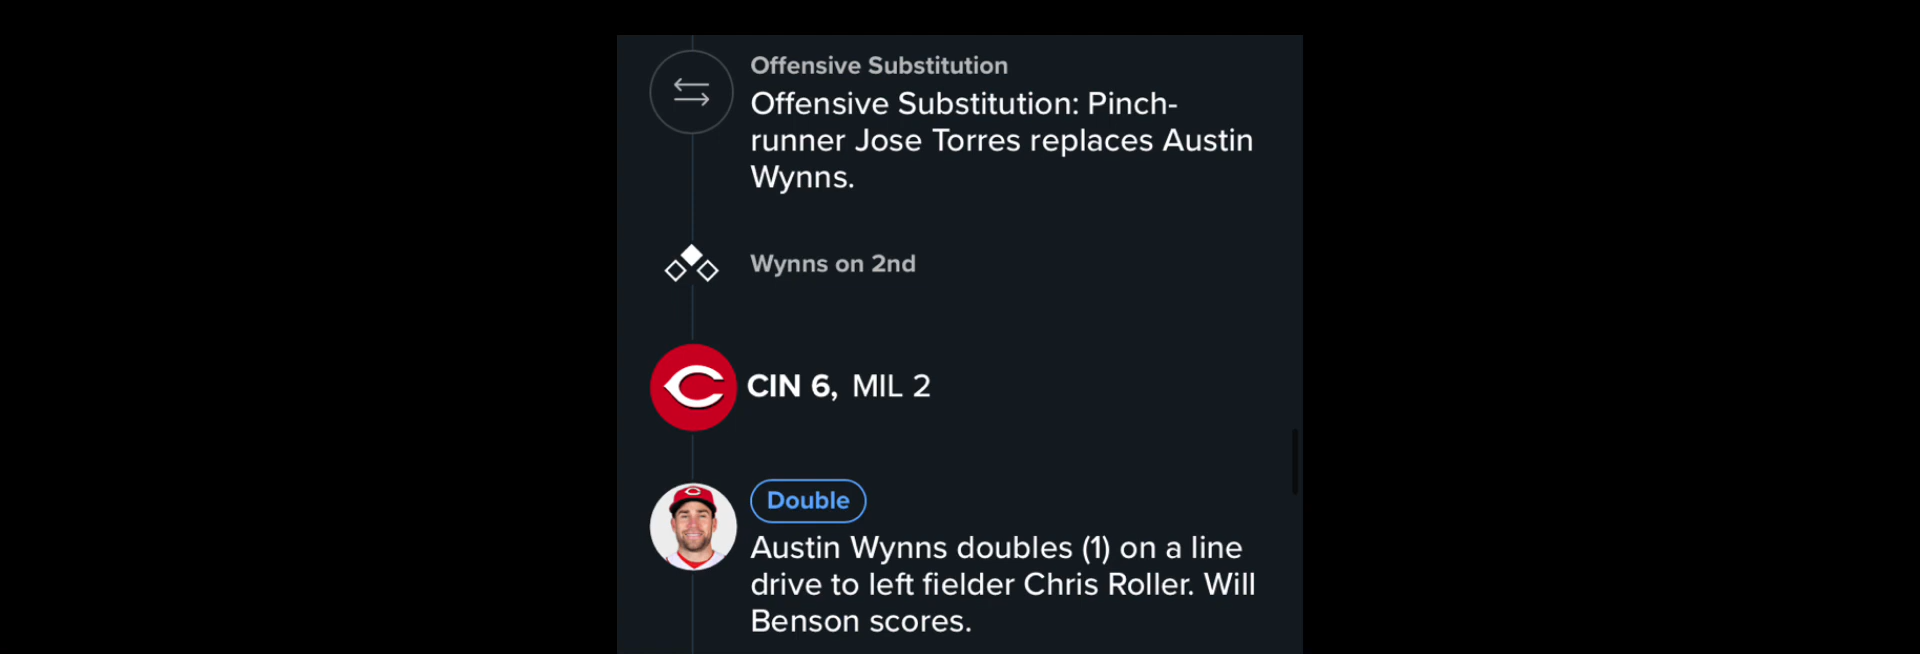 Offensive Substitution
Offensive Substitution: Pinch-
runner Jose Torres replaces Austin
Wynns.
Wynns on 2nd
CIN 6, MIL 2
Double
Austin Wynns doubles (1) on a line
drive to left fielder Chris Roller. Will
Benson scores.